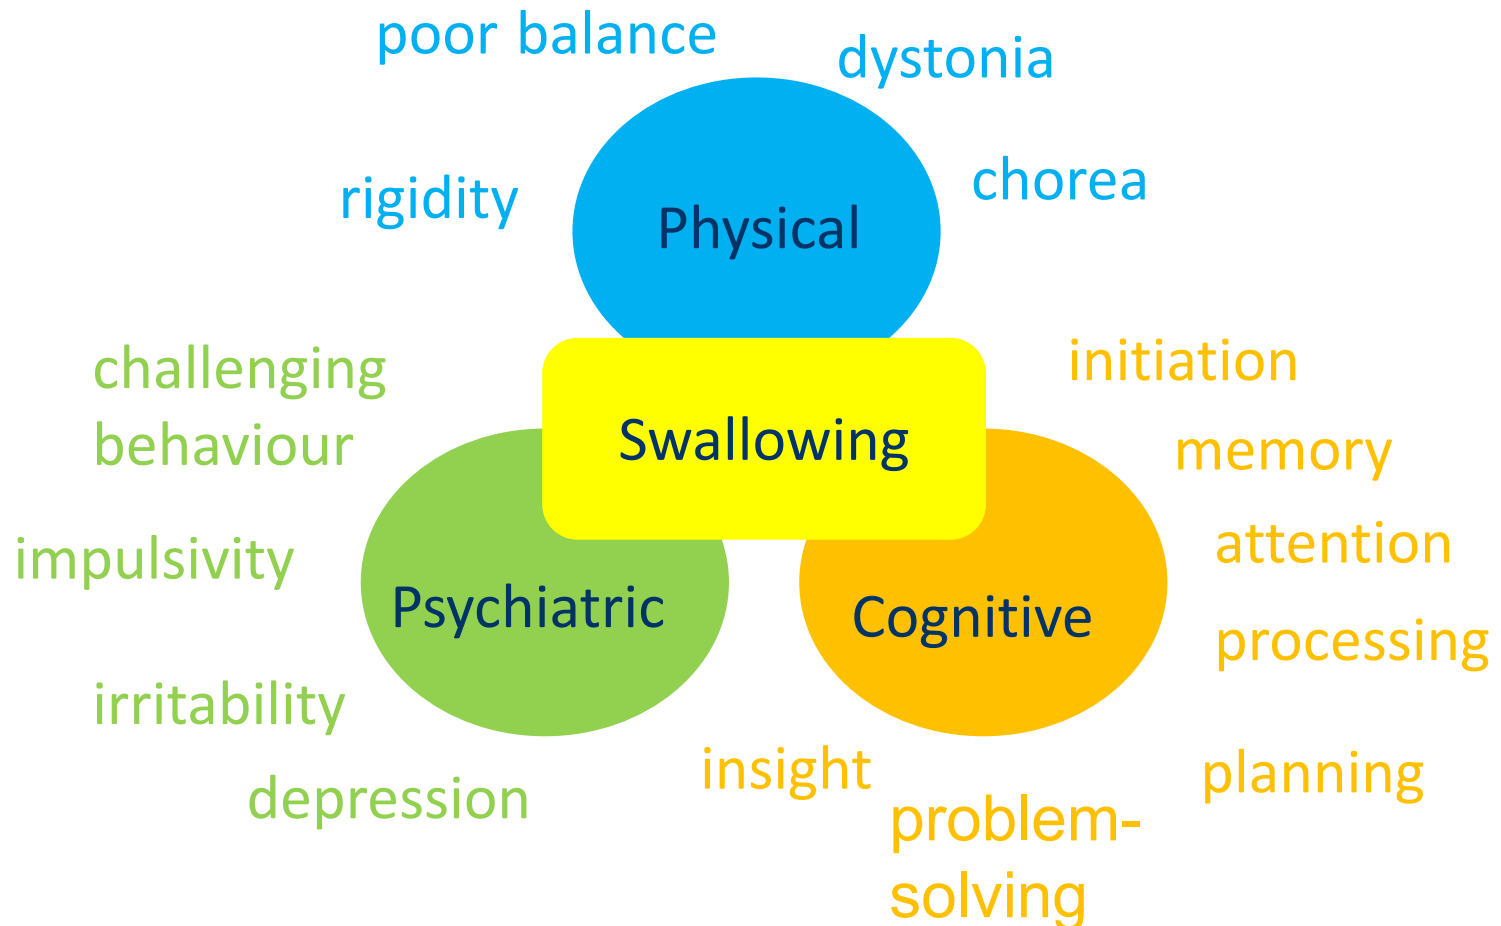 poor balance
dystonia
rigidity
chorea
Physical
challenging
behaviour
initiation
Swallowing
memory
impulsivity
attention
Psychiatric
Cognitive
processing
irritability
insight
planning
depression
problem-
solving